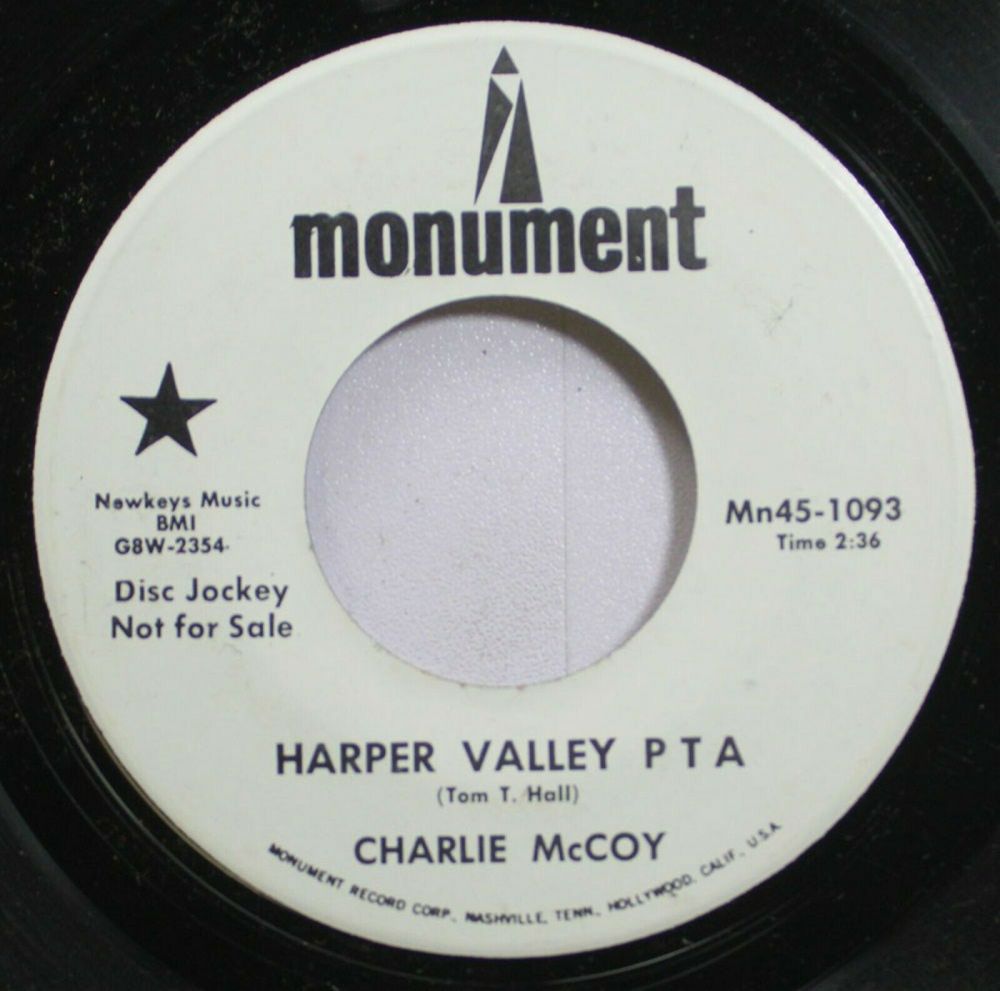 monument
Newkeys Music
BMI
G8W-2354
Disc Jockey
Not for Sale
Mn45-1093
Time 2:36
HARPER VALLEY P T A
(Tom T. Hall)
CHARLIE McCOY
MONUMENT RECORD CORP., NASHVILLE, TENN., HOLLYWOOD, CALIF., U.S.A.